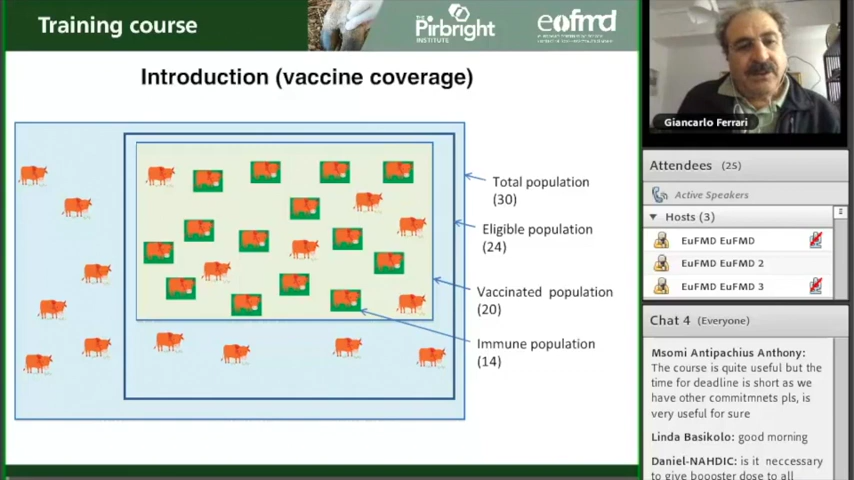 Training course
THE
Pirbright
INSTITUTE
eofmd
Introduction (vaccine coverage)
Total population
(30)
Eligible population
(24)
Vaccinated population
(20)
Immune population
(14)
Giancarlo Ferrari
Attendees (25)
Active Speakers
Hosts (3)
EuFMD EuFMD
EuFMD EuFMD 2
EuFMD EuFMD 3
Chat 4 (Everyone)
Msomi Antipachius Anthony:
The course is quite useful but the
time for deadline is short as we
have other commitmnets pls, is
very useful for sure
Linda Basikolo: good morning
Daniel-NAHDIC: is it neccessary
to give boooster dose to all